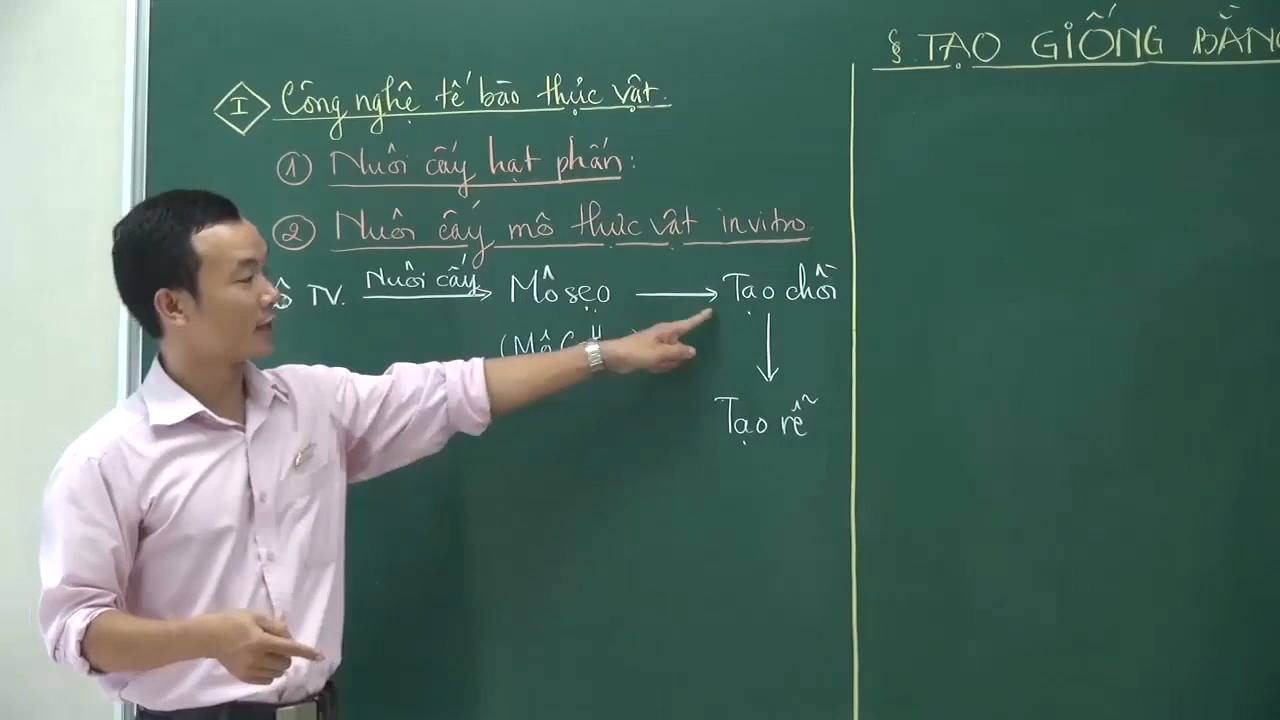 §. TẠO GIỐNG BẰNG
I Công nghệ tế bào thực vật.
① Nuôi cấy hạt phấn:
② Nuôi cấy mô thực vật invitro.
TV. Nuôi cấy Mô sẹo Tạo chồi
(Mô
Tạo rễ